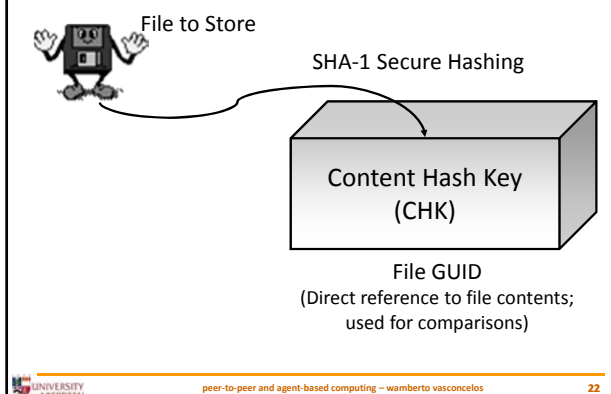 File to Store
SHA-1 Secure Hashing
Content Hash Key
(CHK)
File GUID
(Direct reference to file contents;
used for comparisons)
UNIVERSITY
peer-to-peer and agent-based computing – wamberto vasconcelos
22